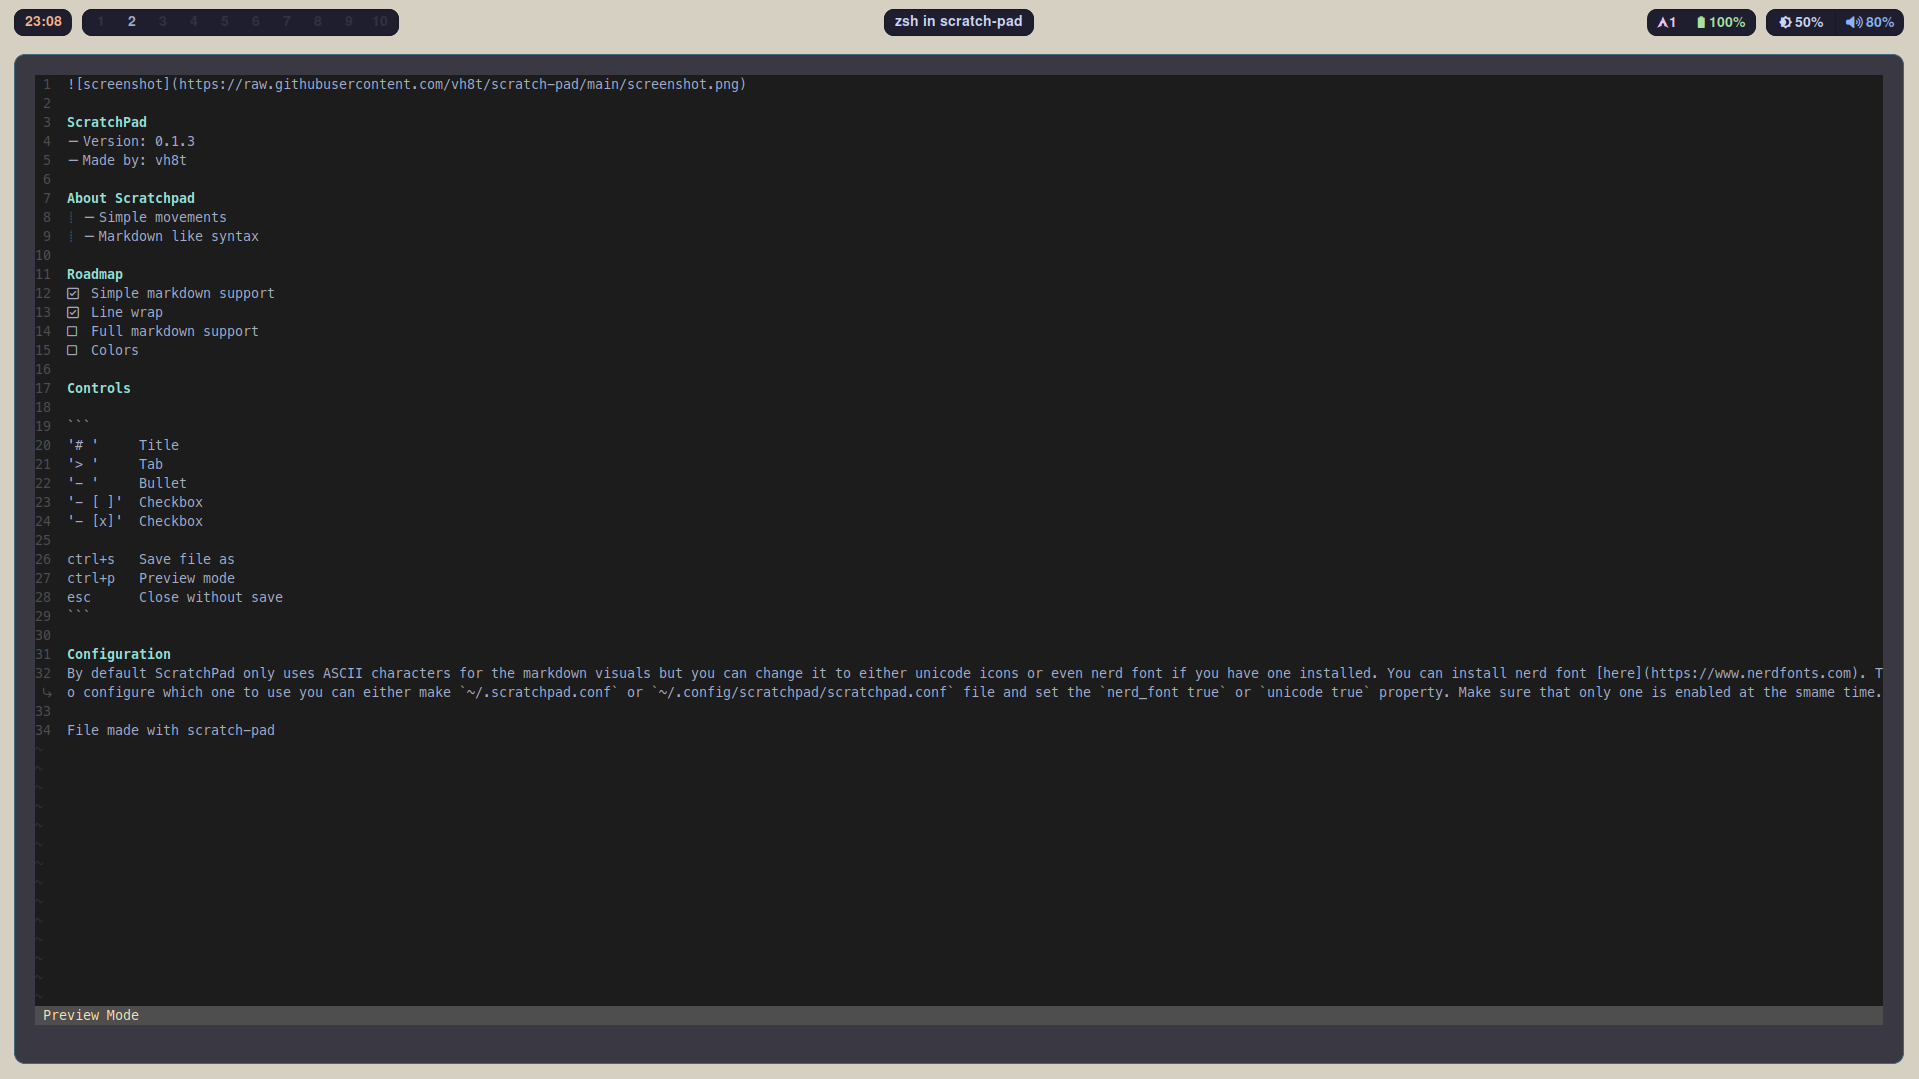 23:08 1 2 3 4 5 6 7 8 9 10 zsh in scratch-pad 1 100% 50% 80%
1 ![screenshot](https://raw.githubusercontent.com/vh8t/scratch-pad/main/screenshot.png)
2
3 ScratchPad
4 — Version: 0.1.3
5 — Made by: vh8t
6
7 About Scratchpad
8 ┊ — Simple movements
9 ┊ — Markdown like syntax
10
11 Roadmap
12 ☑ Simple markdown support
13 ☑ Line wrap
14 ☐ Full markdown support
15 ☐ Colors
16
17 Controls
18
19 ```
20 '# '     Title
21 '> '     Tab
22 '- '     Bullet
23 '- [ ]'  Checkbox
24 '- [x]'  Checkbox
25
26 ctrl+s   Save file as
27 ctrl+p   Preview mode
28 esc      Close without save
29 ```
30
31 Configuration
32 By default ScratchPad only uses ASCII characters for the markdown visuals but you can change it to either unicode icons or even nerd font if you have one installed. You can install nerd font [here](https://www.nerdfonts.com). T
↳ o configure which one to use you can either make `~/.scratchpad.conf` or `~/.config/scratchpad/scratchpad.conf` file and set the `nerd_font true` or `unicode true` property. Make sure that only one is enabled at the smame time.
33
34 File made with scratch-pad
~
~
~
~
~
~
~
~
~
~
~
~
~
~
Preview Mode